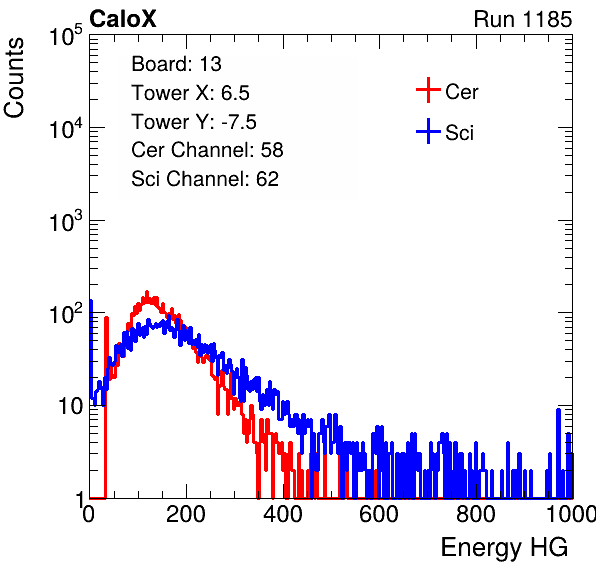 CaloX Run 1185
Counts
10^5
10^4
10^3
10^2
10
1
Board: 13
Tower X: 6.5
Tower Y: -7.5
Cer Channel: 58
Sci Channel: 62
Cer
Sci
0 200 400 600 800 1000
Energy HG